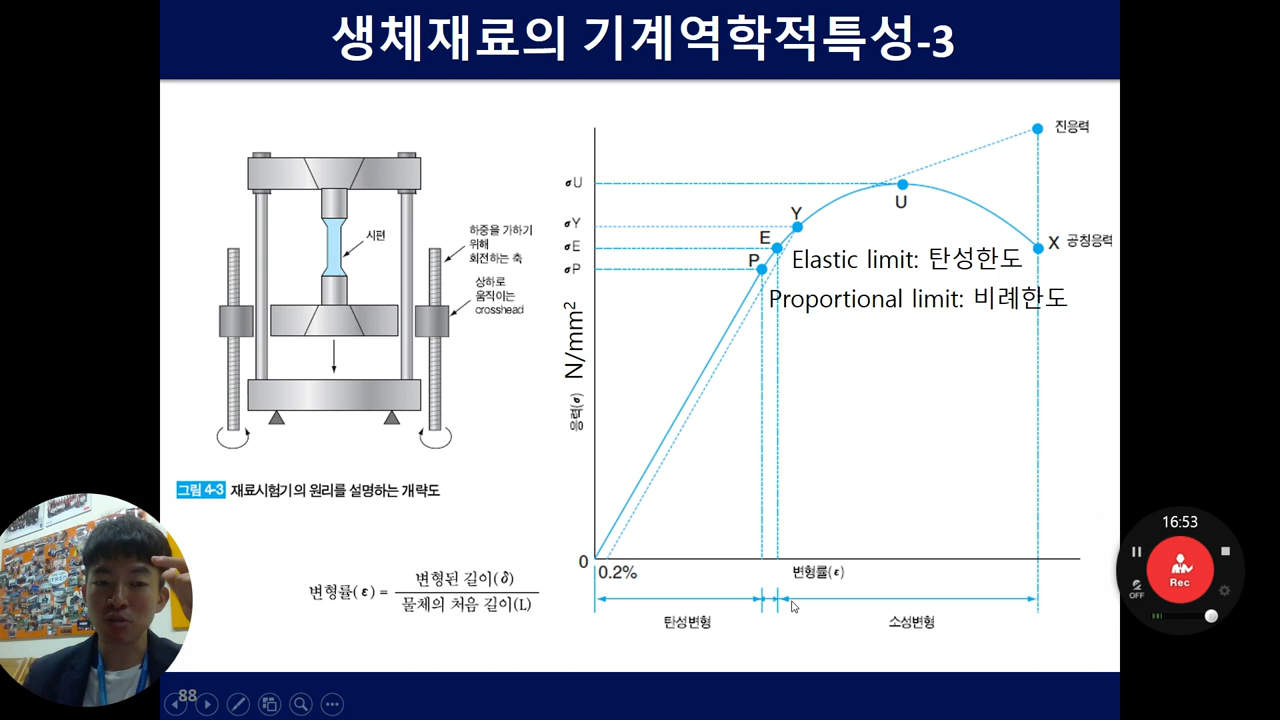 생체재료의 기계역학적특성-3
시편
하중을 가하기
위해
회전하는 축
상하로
움직이는
crosshead
그림 4-3 재료시험기의 원리를 설명하는 개략도
변형률(ε) = 변형된 길이(δ)
물체의 처음 길이(L)
진응력
σU
U
σY
Y
σE
E
X 공칭응력
σP
P
Elastic limit: 탄성한도
Proportional limit: 비례한도
응력(σ) N/mm2
0
0.2%
변형률(ε)
탄성변형
소성변형
88
16:53
Rec
OFF